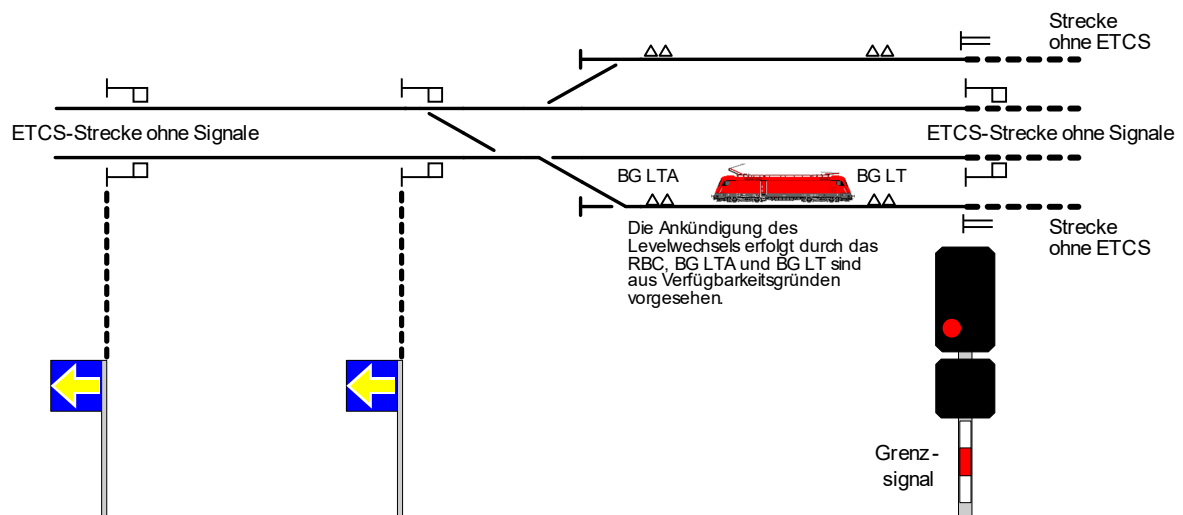 Strecke
ohne ETCS
ETCS-Strecke ohne Signale
ETCS-Strecke ohne Signale
BG LTA
BG LT
Die Ankündigung des
Levelwechsels erfolgt durch das
RBC, BG LTA und BG LT sind
aus Verfügbarkeitsgründen
vorgesehen.
Strecke
ohne ETCS
Grenz-
signal